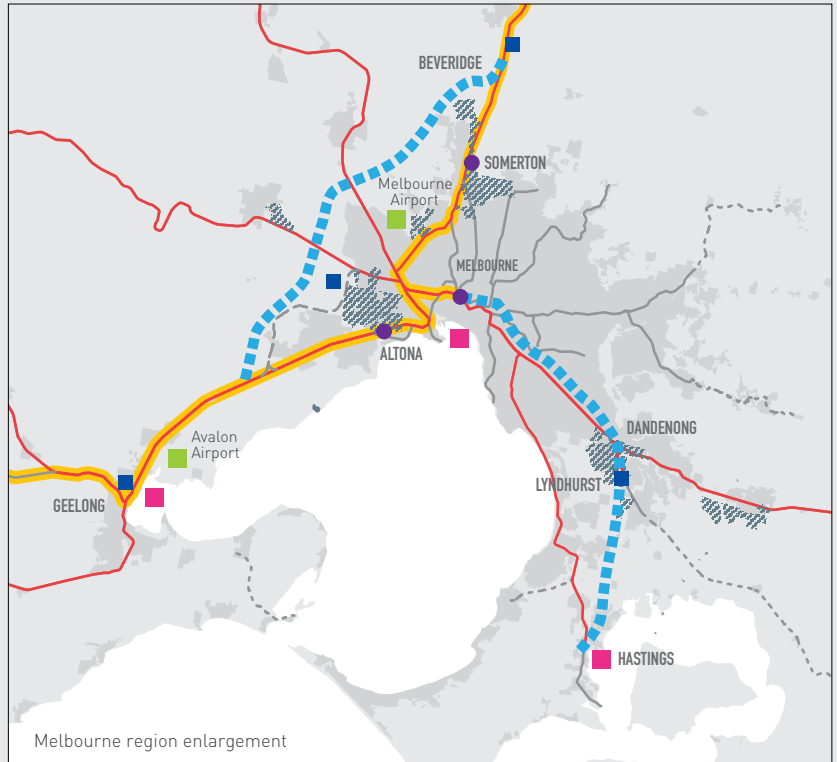 BEVERIDGE
SOMERTON
Melbourne
Airport
MELBOURNE
ALTONA
DANDENONG
Avalon
Airport
LYNDHURST
GEELONG
HASTINGS
Melbourne region enlargement